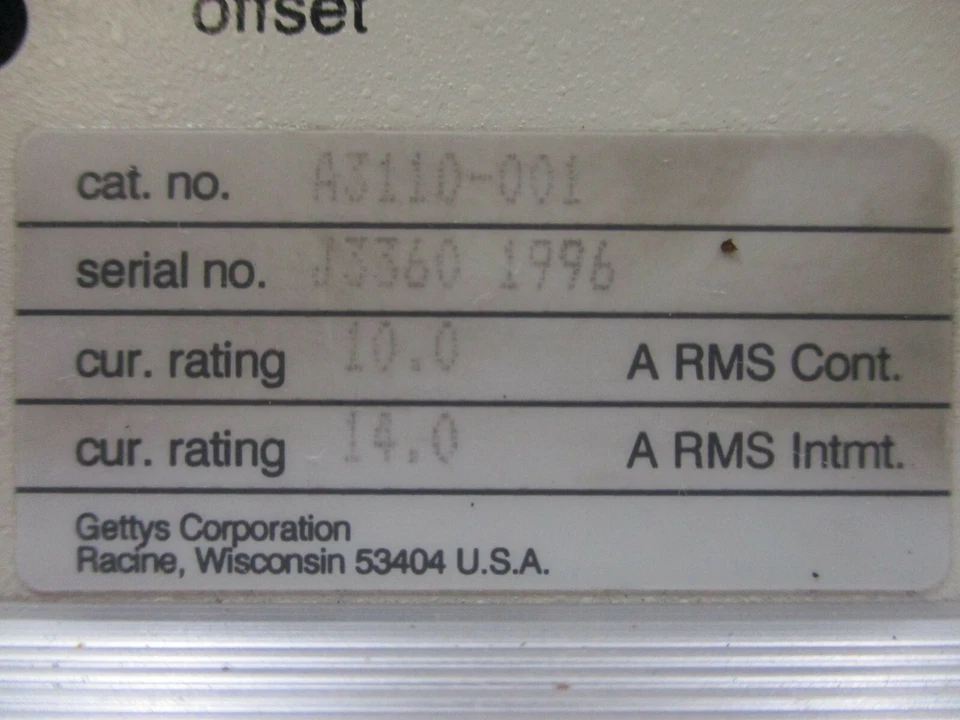 offset
cat. no. A3110-001
serial no. J3360 1996
cur. rating 10.0 A RMS Cont.
cur. rating 14.0 A RMS Intmt.
Gettys Corporation
Racine, Wisconsin 53404 U.S.A.